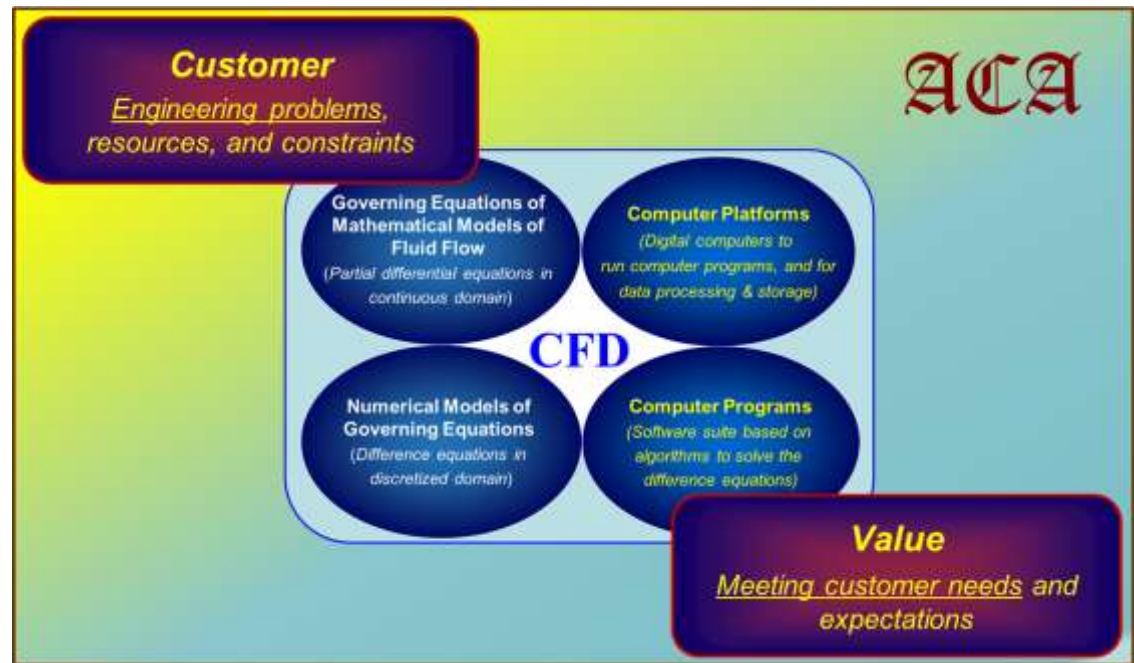 Customer
Engineering problems,
resources, and constraints
ACA
Governing Equations of
Mathematical Models of
Fluid Flow
(Partial differential equations in
continuous domain)
Computer Platforms
(Digital computers to
run computer programs, and for
data processing & storage)
CFD
Numerical Models of
Governing Equations
(Difference equations in
discretized domain)
Computer Programs
(Software suite based on
algorithms to solve the
difference equations)
Value
Meeting customer needs and
expectations